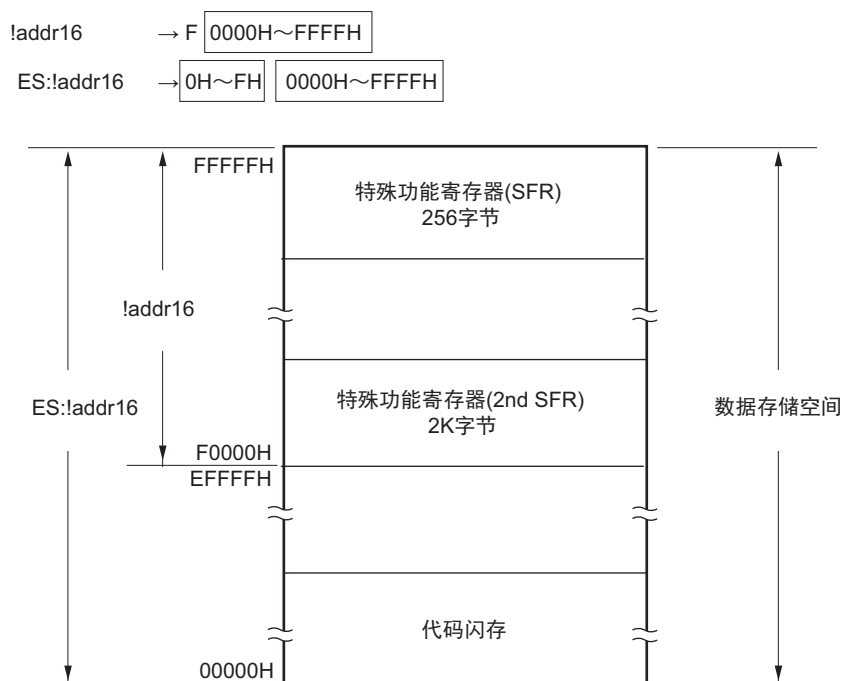 !addr16 → F 0000H～FFFFH
ES:!addr16 → 0H～FH 0000H～FFFFH
FFFFFH
特殊功能寄存器(SFR)
256字节
!addr16
特殊功能寄存器(2nd SFR)
2K字节
ES:!addr16
数据存储空间
F0000H
EFFFFH
代码闪存
00000H